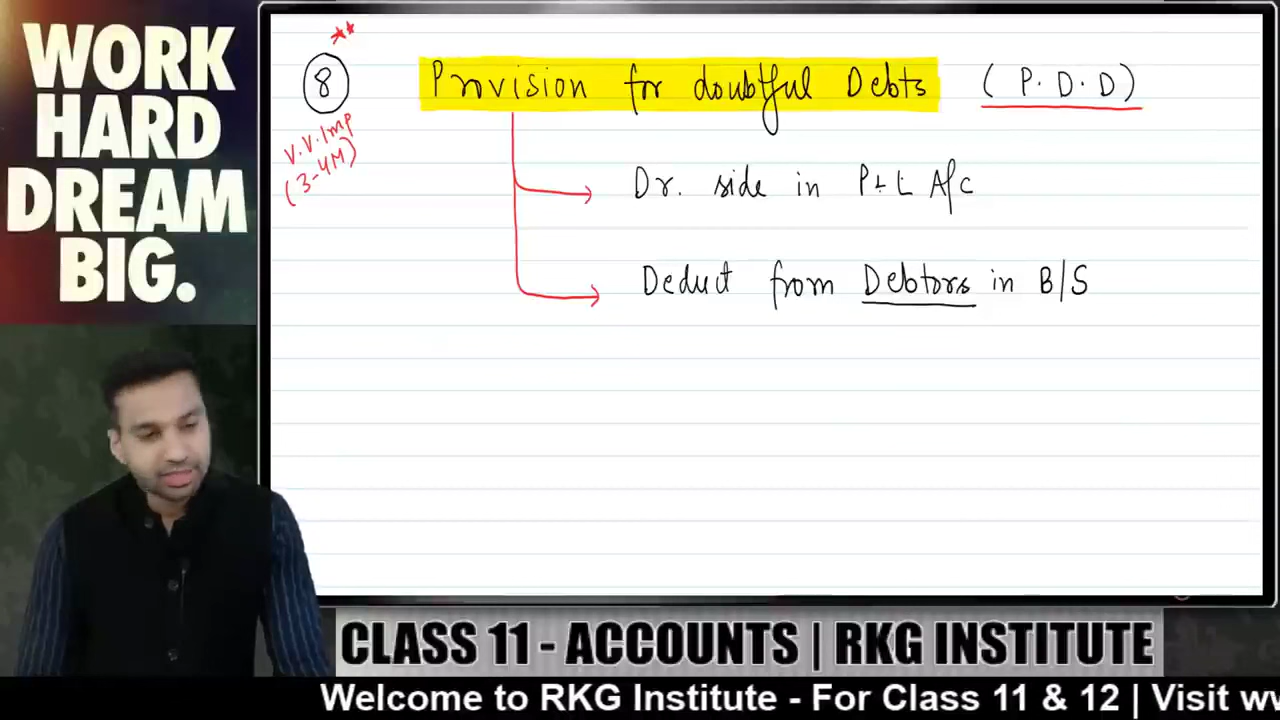 WORK
HARD
DREAM
BIG.
**
8
V.V.Imp
(3-4M)
Provision for doubtful Debts (P.D.D)
Dr. side in P+L A/c
Deduct from Debtors in B/S
CLASS 11 - ACCOUNTS | RKG INSTITUTE
Welcome to RKG Institute - For Class 11 & 12 | Visit ww